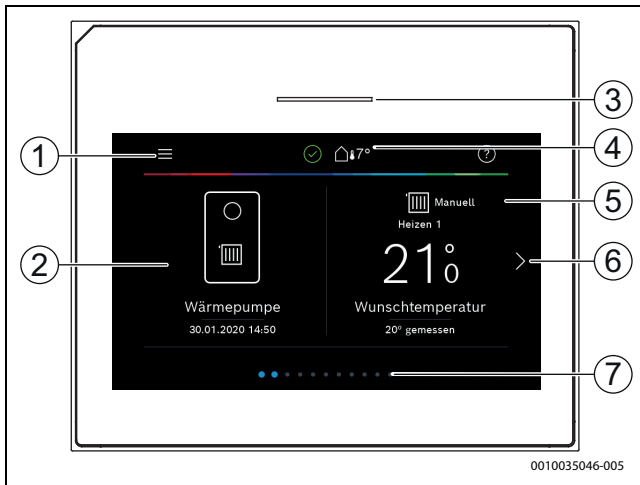 1
3
4
7°
?
5
Manuell
Heizen 1
2
21°0
6
Wärmepumpe
Wunschtemperatur
30.01.2020 14:50
20° gemessen
7
0010035046-005